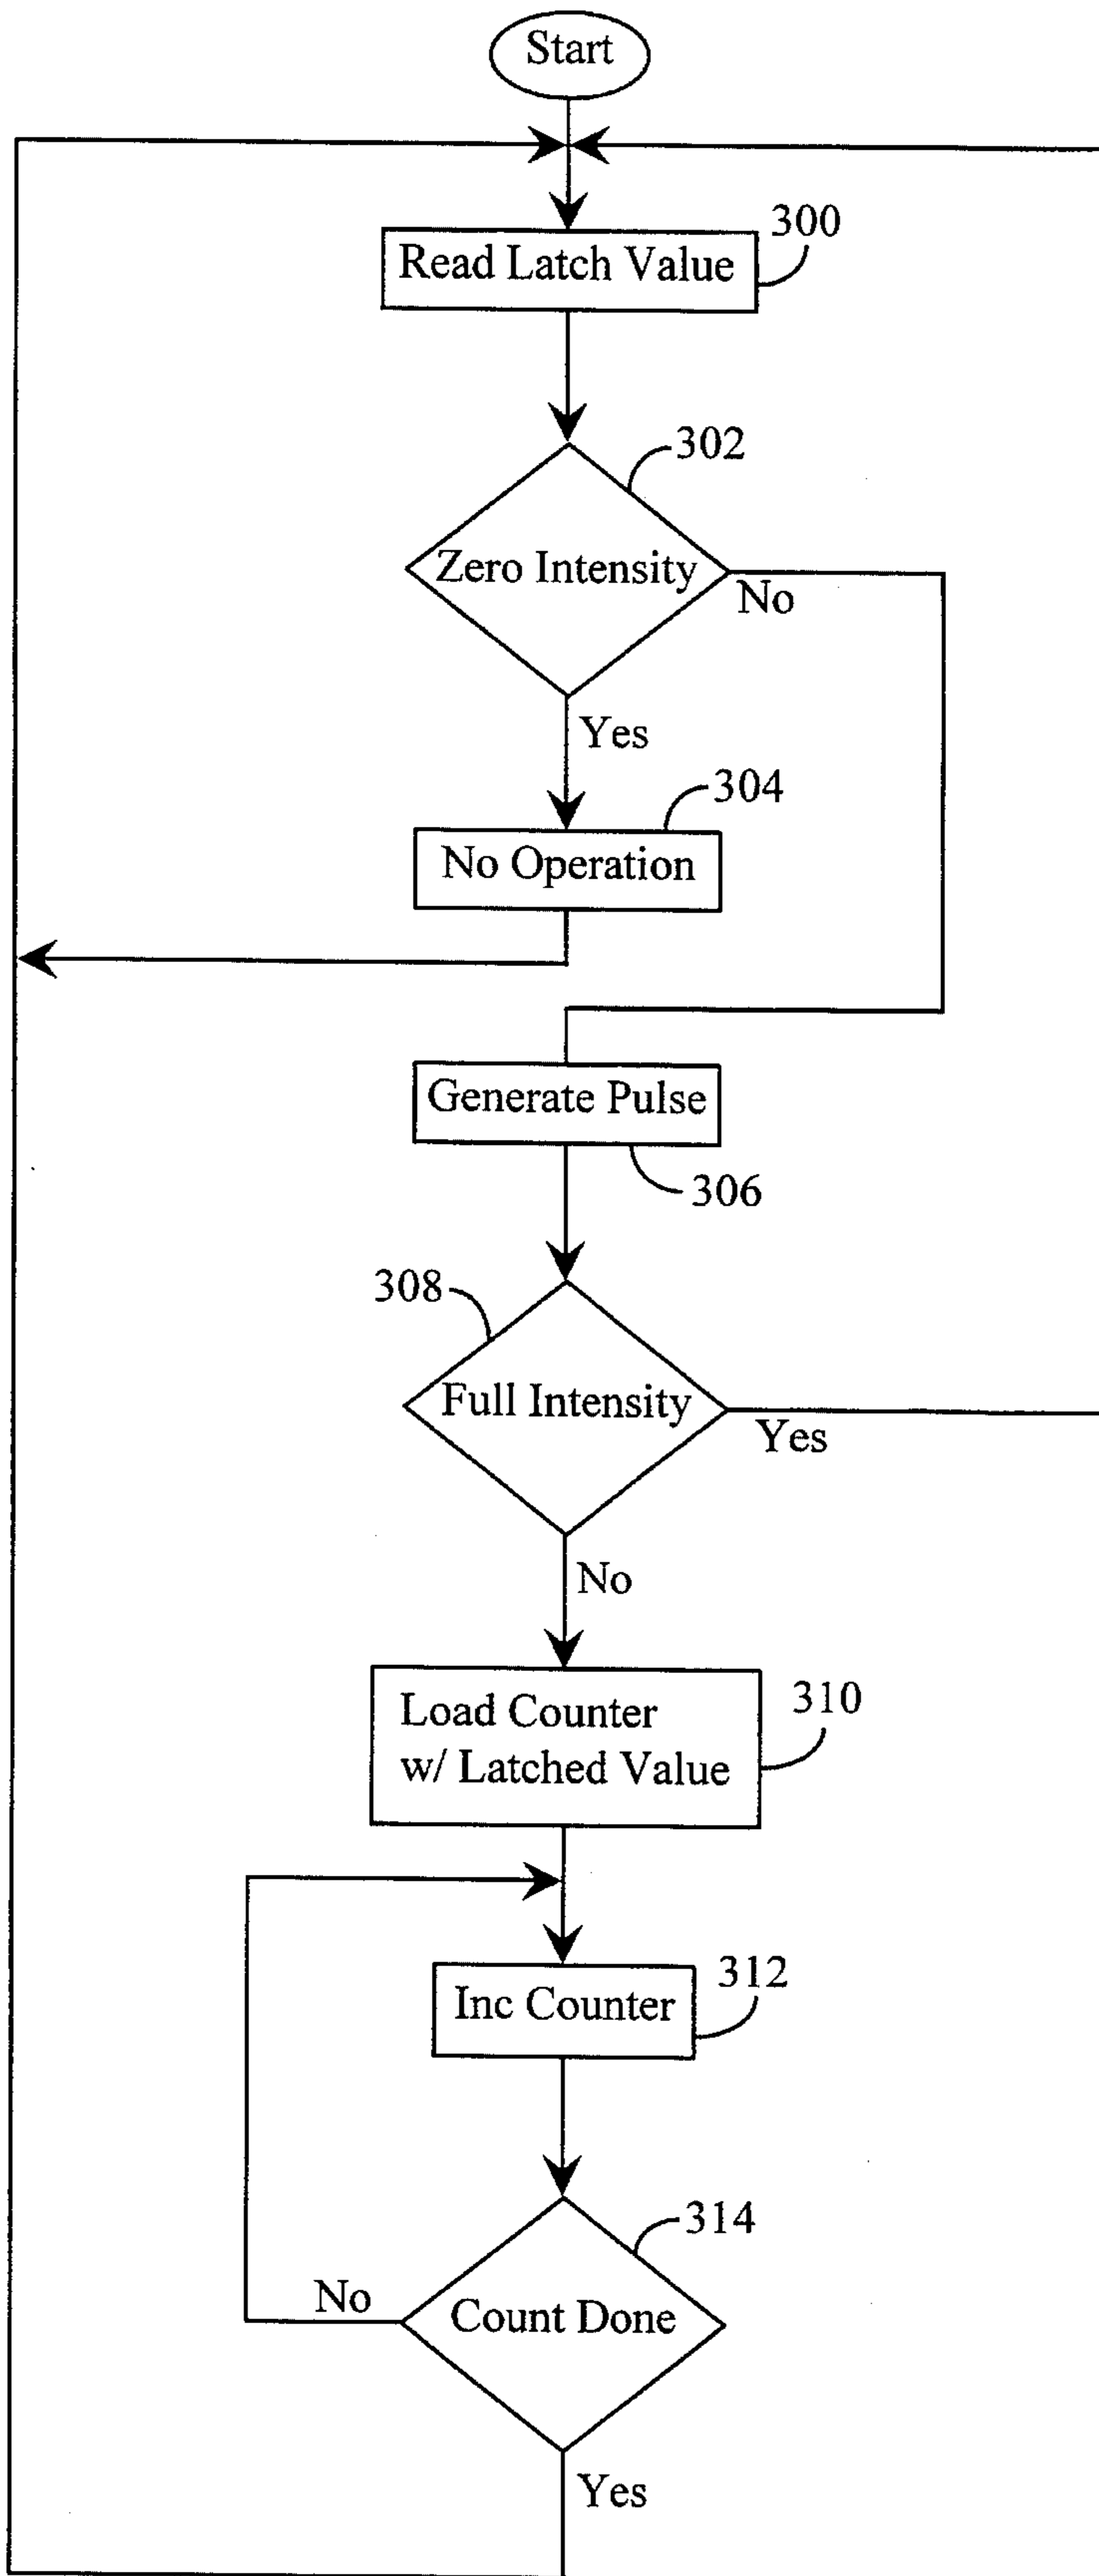 Start
300
Read Latch Value
302
Zero Intensity
No
Yes
304
No Operation
Generate Pulse
306
308
Full Intensity
Yes
No
310
Load Counter
w/ Latched Value
312
Inc Counter
314
No
Count Done
Yes